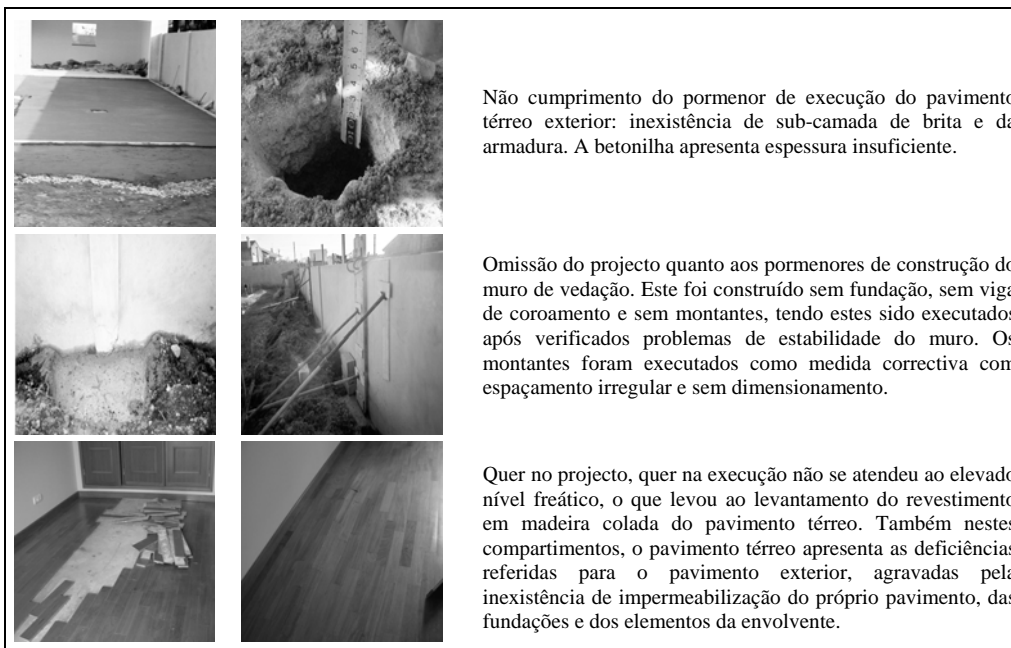 Não cumprimento do pormenor de execução do pavimento
térreo exterior: inexistência de sub-camada de brita e da
armadura. A betonilha apresenta espessura insuficiente.
Omissão do projecto quanto aos pormenores de construção do
muro de vedação. Este foi construído sem fundação, sem viga
de coroamento e sem montantes, tendo estes sido executados
após verificados problemas de estabilidade do muro. Os
montantes foram executados como medida correctiva com
espaçamento irregular e sem dimensionamento.
Quer no projecto, quer na execução não se atendeu ao elevado
nível freático, o que levou ao levantamento do revestimento
em madeira colada do pavimento térreo. Também nestes
compartimentos, o pavimento térreo apresenta as deficiências
referidas para o pavimento exterior, agravadas pela
inexistência de impermeabilização do próprio pavimento, das
fundações e dos elementos da envolvente.